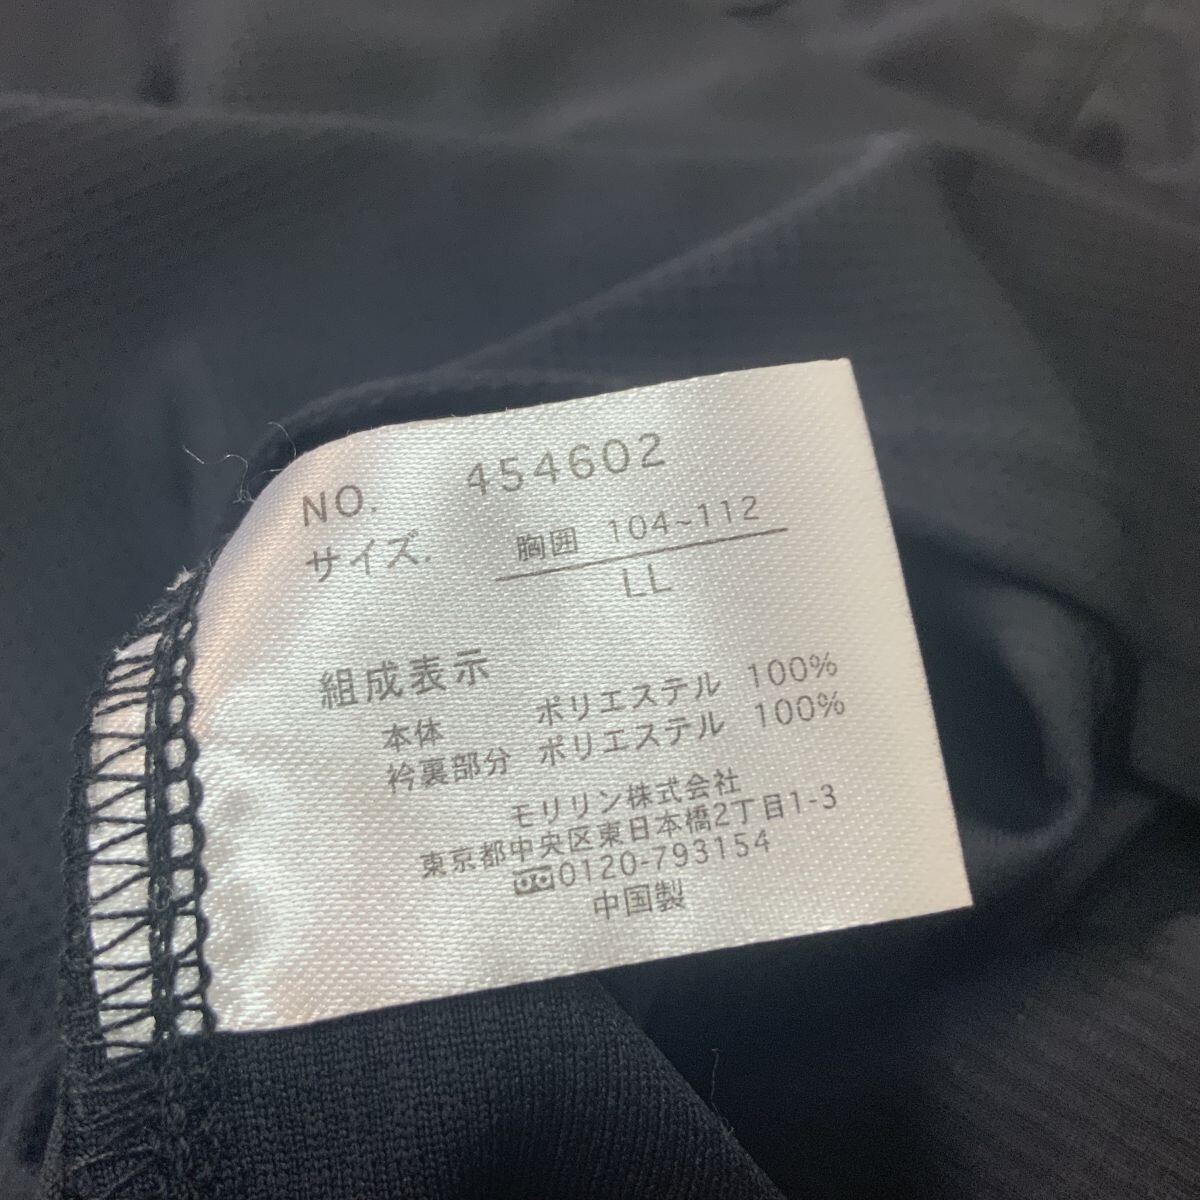 NO. 454602
サイズ. 胸囲 104~112
LL
組成表示
本体 ポリエステル 100%
衿裏部分 ポリエステル 100%
モリリン株式会社
東京都中央区東日本橋2丁目1-3
0120-793154
中国製